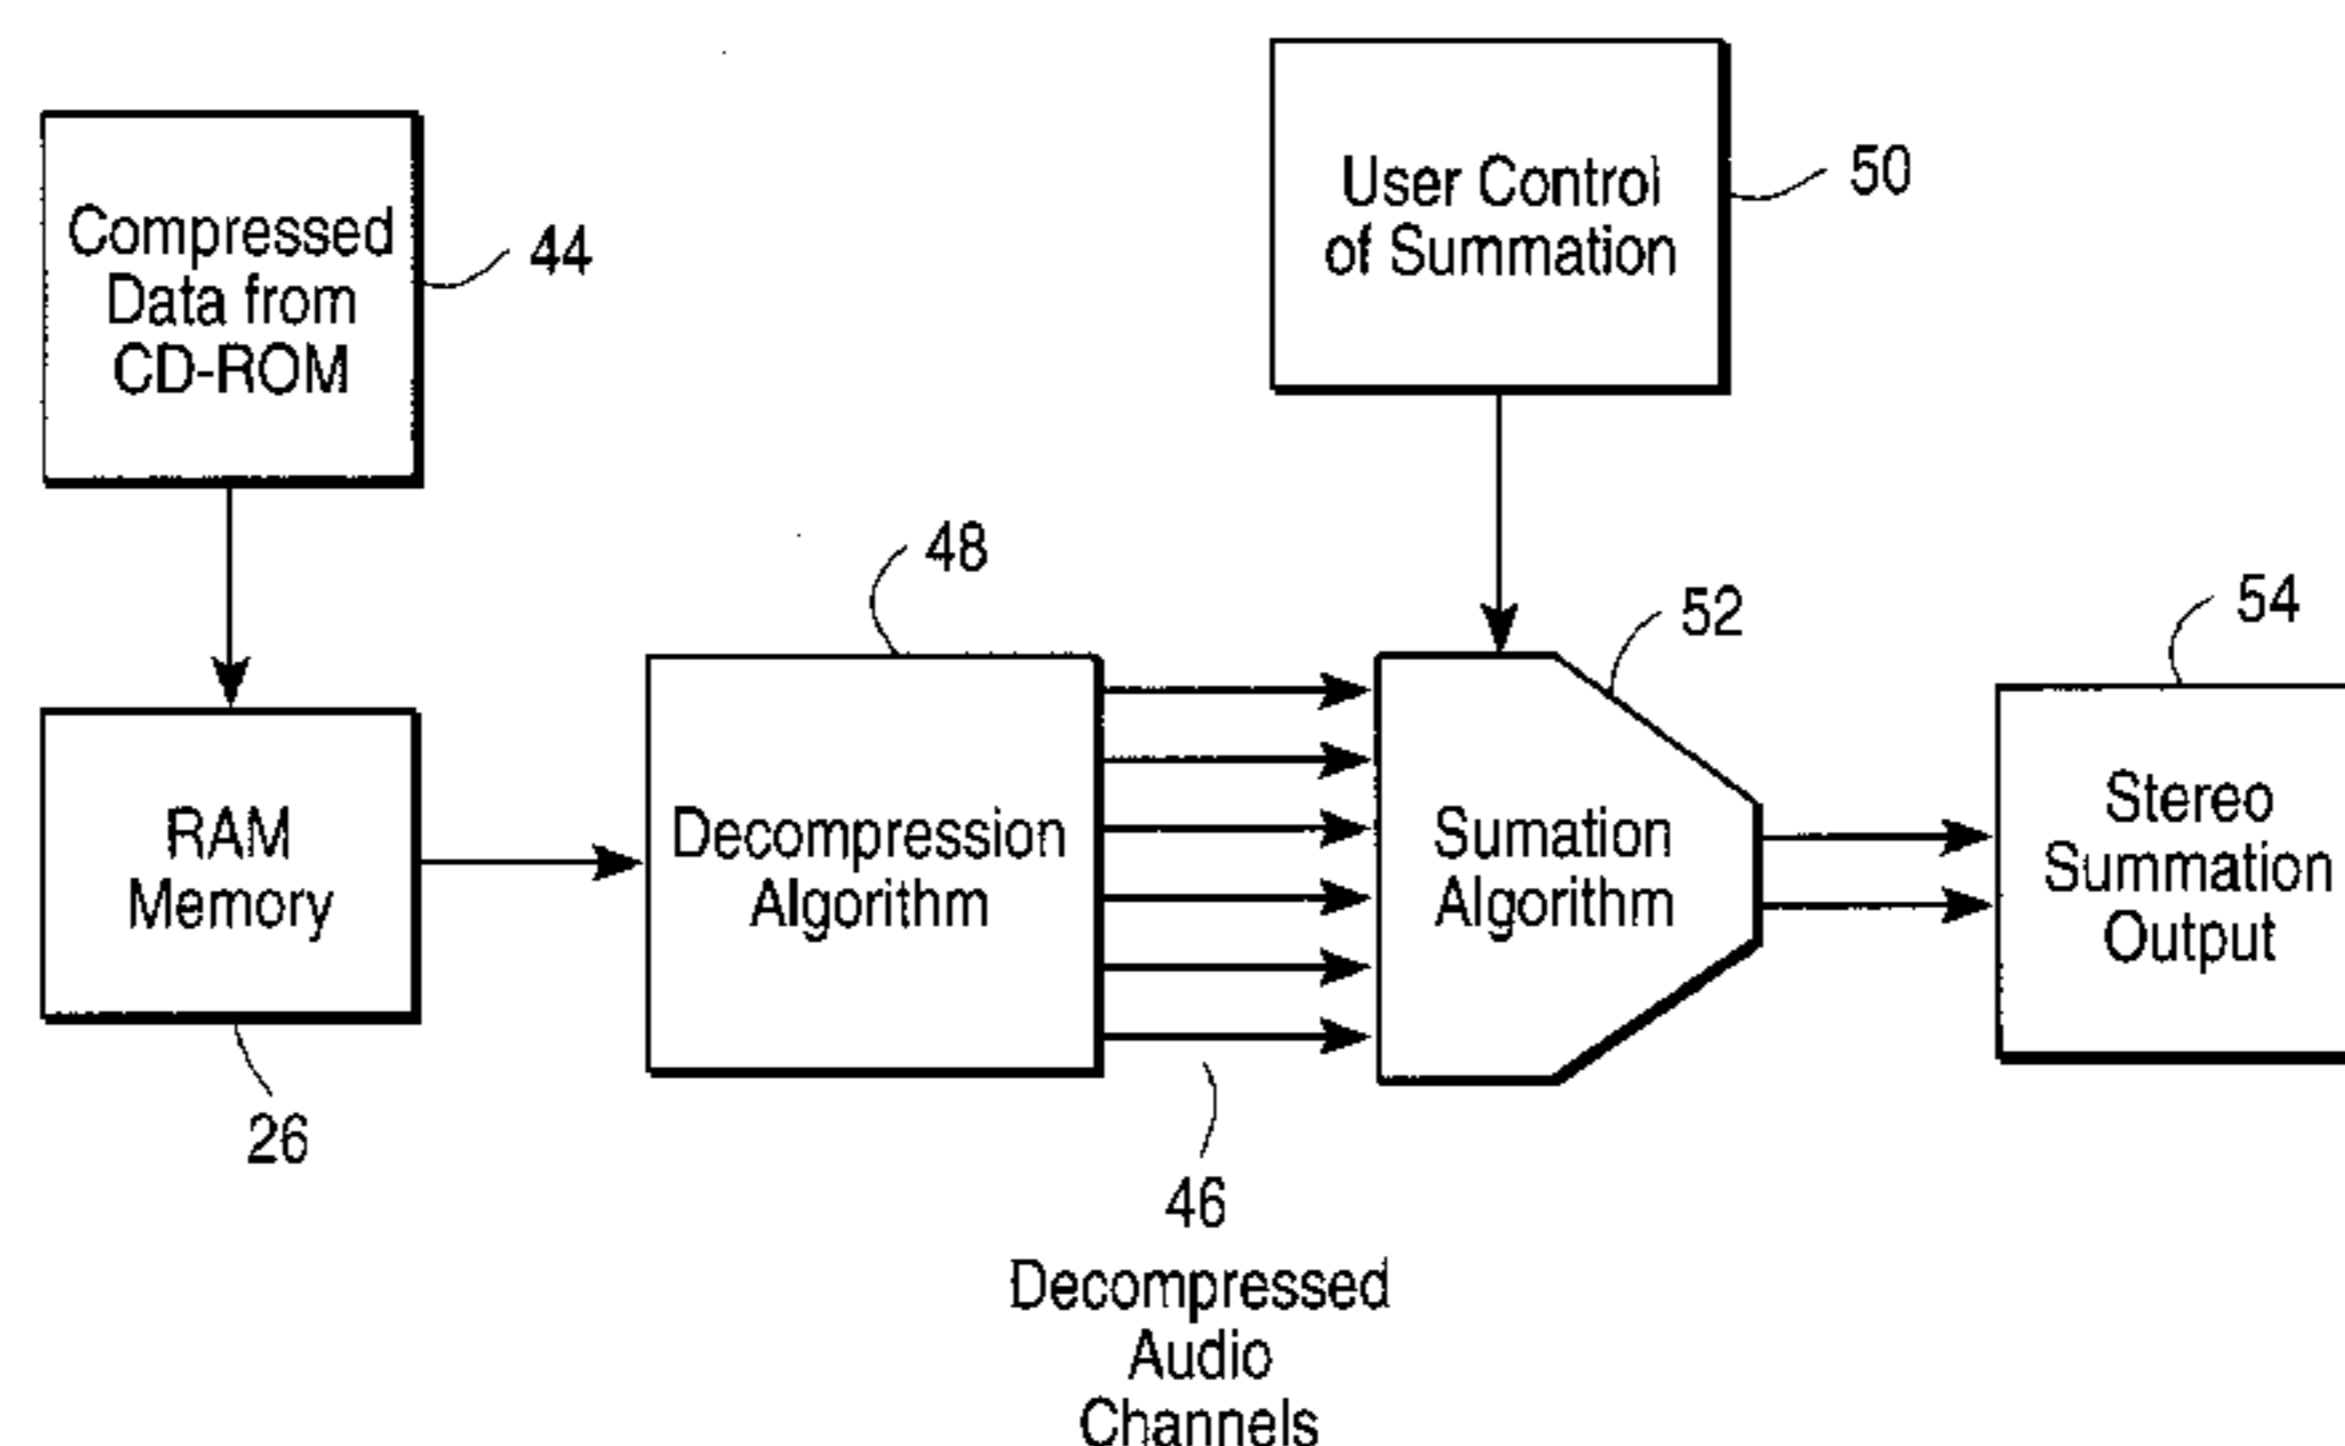 Compressed
Data from
CD-ROM
44
User Control
of Summation
50
48
52
54
RAM
Memory
26
Decompression
Algorithm
Sumation
Algorithm
Stereo
Summation
Output
46
Decompressed
Audio
Channels